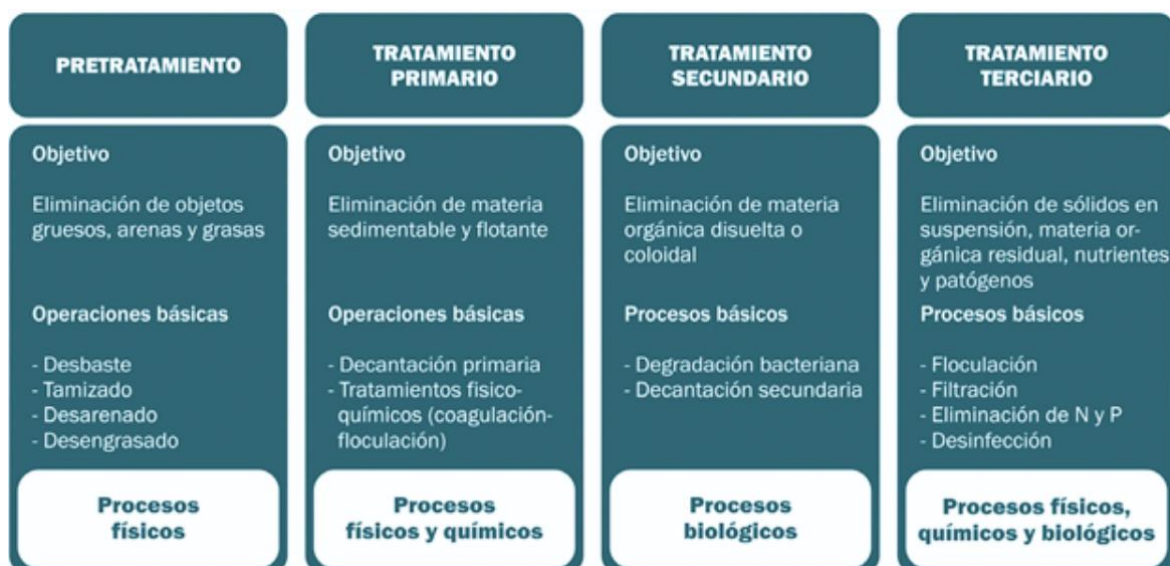 PRETRATAMIENTO
Objetivo
Eliminación de objetos
gruesos, arenas y grasas
Operaciones básicas
- Desbaste
- Tamizado
- Desarenado
- Desengrasado
Procesos
físicos
TRATAMIENTO
PRIMARIO
Objetivo
Eliminación de materia
sedimentable y flotante
Operaciones básicas
- Decantación primaria
- Tratamientos fisico-
químicos (coagulación-
floculación)
Procesos
físicos y químicos
TRATAMIENTO
SECUNDARIO
Objetivo
Eliminación de materia
orgánica disuelta o
coloidal
Procesos básicos
- Degradación bacteriana
- Decantación secundaria
Procesos
biológicos
TRATAMIENTO
TERCIARIO
Objetivo
Eliminación de sólidos en
suspensión, materia or-
gánica residual, nutrientes
y patógenos
Procesos básicos
- Floculación
- Filtración
- Eliminación de N y P
- Desinfección
Procesos físicos,
químicos y biológicos